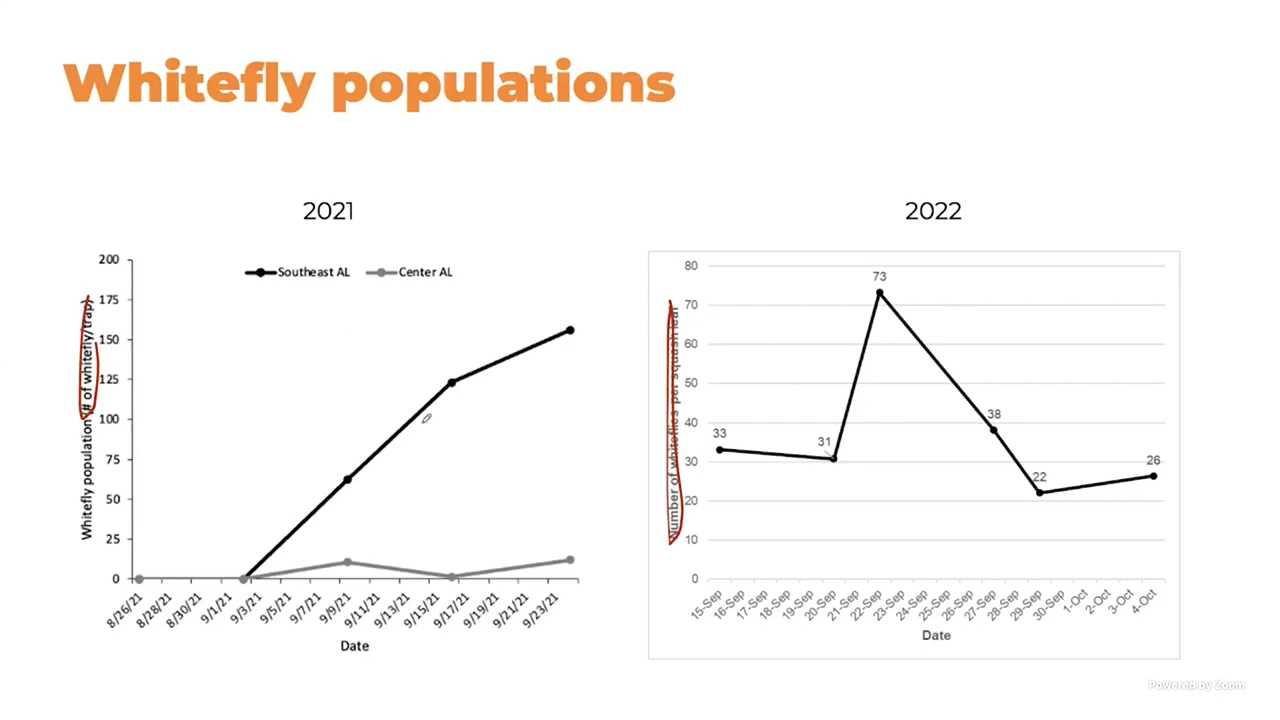 Whitefly populations
2021
2022
Southeast AL
Center AL
Whitefly population (# of whitefly/trap)
200
175
150
125
100
75
50
25
0
8/26/21
8/28/21
8/30/21
9/1/21
9/3/21
9/5/21
9/7/21
9/9/21
9/11/21
9/13/21
9/15/21
9/17/21
9/19/21
9/21/21
9/23/21
Date
Number of whiteflies per squash leaf
80
70
60
50
40
30
20
10
0
33
31
73
38
22
26
15-Sep
16-Sep
17-Sep
18-Sep
19-Sep
20-Sep
21-Sep
22-Sep
23-Sep
24-Sep
25-Sep
26-Sep
27-Sep
28-Sep
29-Sep
30-Sep
1-Oct
2-Oct
3-Oct
4-Oct
Date
Powered by Zoom